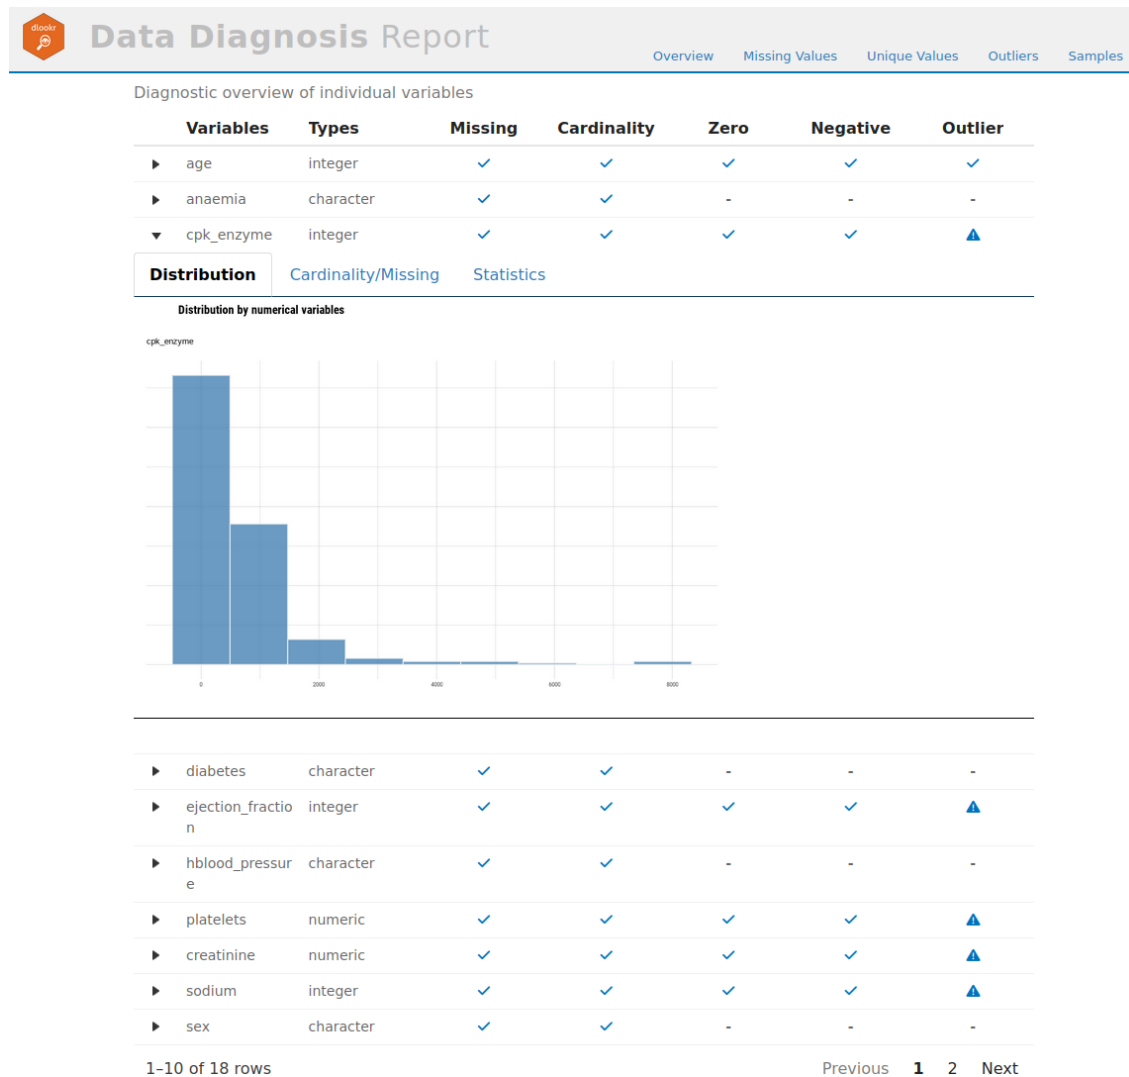 dlookr
Data Diagnosis Report
Overview Missing Values Unique Values Outliers Samples
Diagnostic overview of individual variables
Variables Types Missing Cardinality Zero Negative Outlier
age integer
anaemia character - - -
cpk_enzyme integer
Distribution Cardinality/Missing Statistics
Distribution by numerical variables
cpk_enzyme
0 2000 4000 6000 8000
diabetes character - - -
ejection_fractio integer
n
hblood_pressur character - - -
e
platelets numeric
creatinine numeric
sodium integer
sex character - - -
1–10 of 18 rows Previous 1 2 Next